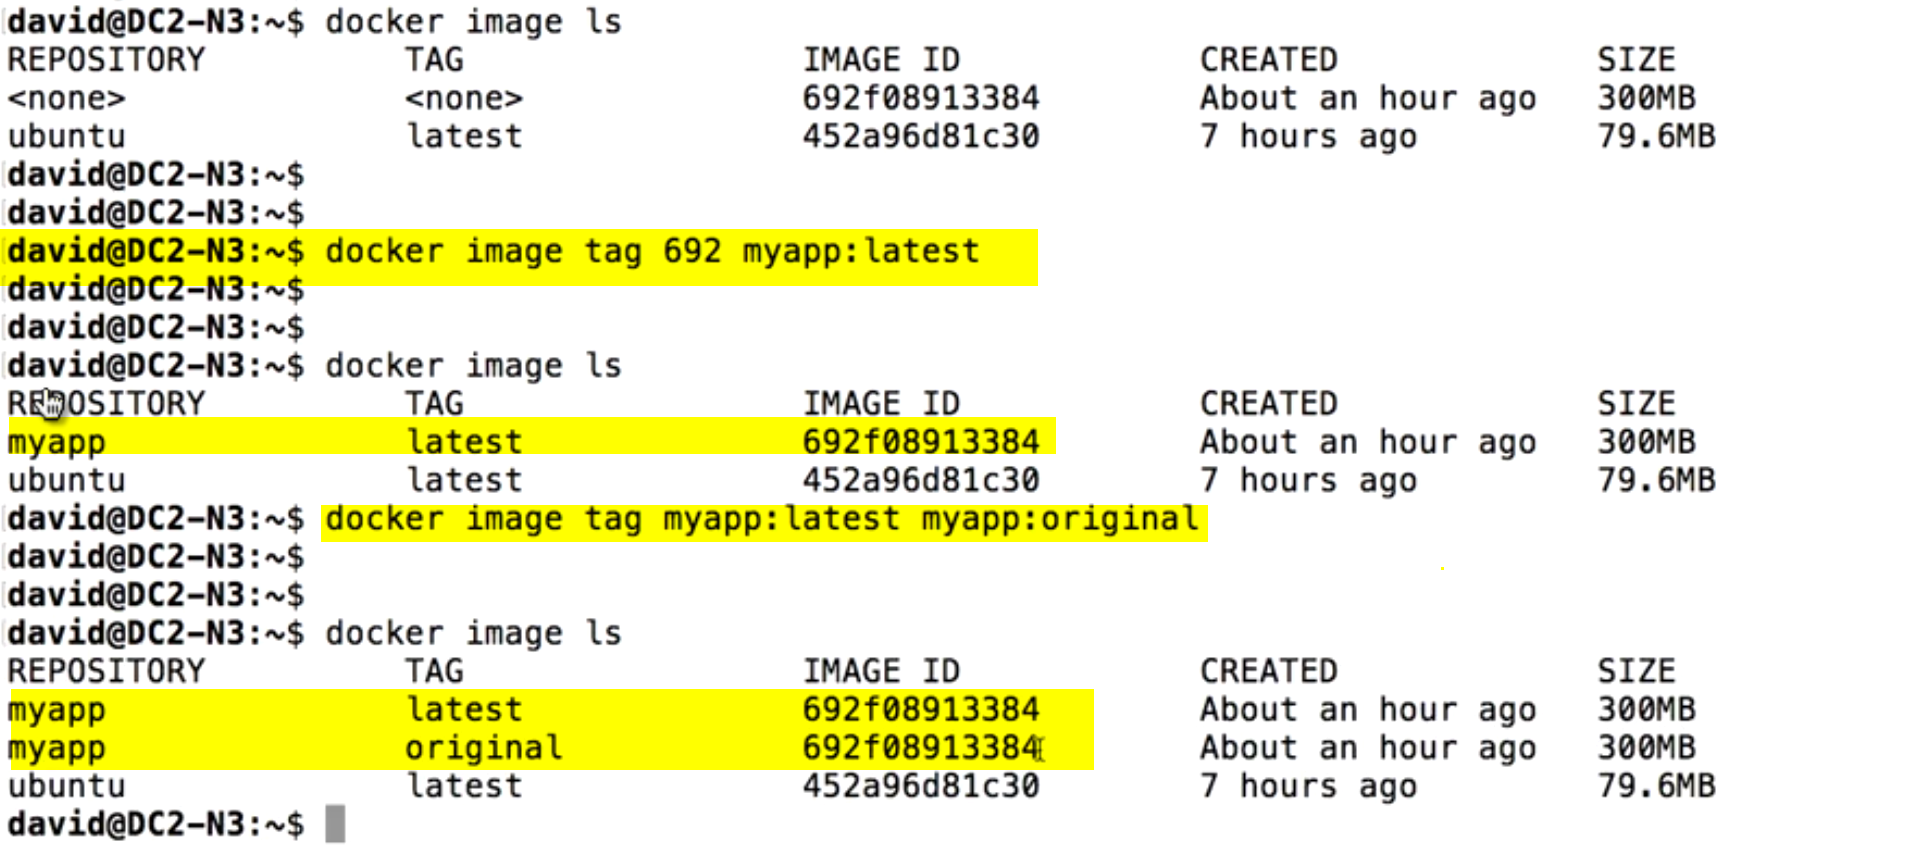 david@DC2-N3:~$ docker image ls
REPOSITORY TAG IMAGE ID CREATED SIZE
<none> <none> 692f08913384 About an hour ago 300MB
ubuntu latest 452a96d81c30 7 hours ago 79.6MB
david@DC2-N3:~$
david@DC2-N3:~$
david@DC2-N3:~$ docker image tag 692 myapp:latest
david@DC2-N3:~$
david@DC2-N3:~$
david@DC2-N3:~$ docker image ls
REPOSITORY TAG IMAGE ID CREATED SIZE
myapp latest 692f08913384 About an hour ago 300MB
ubuntu latest 452a96d81c30 7 hours ago 79.6MB
david@DC2-N3:~$ docker image tag myapp:latest myapp:original
david@DC2-N3:~$
david@DC2-N3:~$
david@DC2-N3:~$ docker image ls
REPOSITORY TAG IMAGE ID CREATED SIZE
myapp latest 692f08913384 About an hour ago 300MB
myapp original 692f08913384 About an hour ago 300MB
ubuntu latest 452a96d81c30 7 hours ago 79.6MB
david@DC2-N3:~$